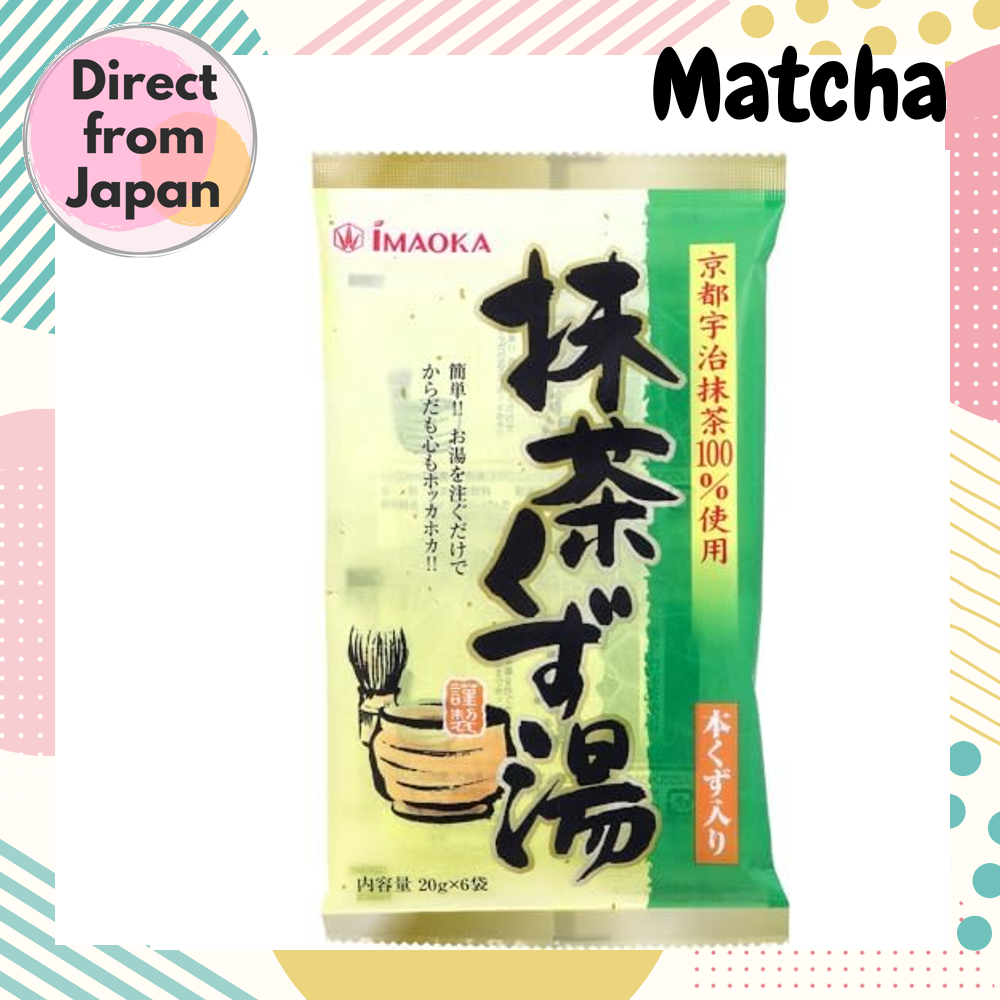 Direct
from
Japan
Matcha
IMAOKA
抹茶くず湯
京都宇治抹茶100%使用
簡単!! お湯を注ぐだけで
からだも心もホッカホカ!!
謹製
本くず入り
内容量 20g×6袋